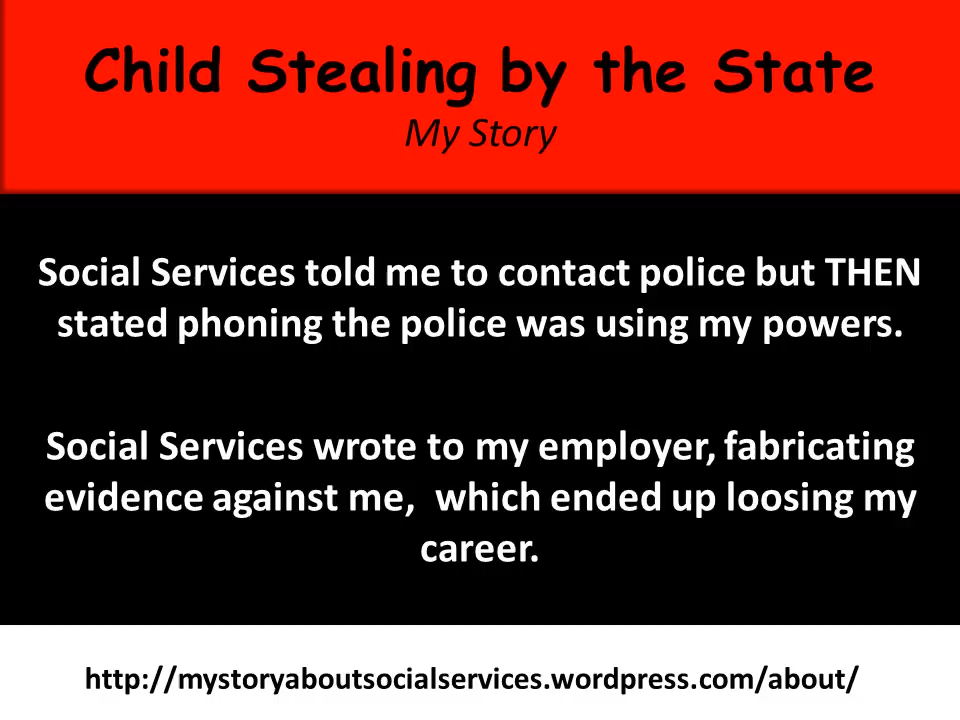 Child Stealing by the State
My Story
Social Services told me to contact police but THEN
stated phoning the police was using my powers.
Social Services wrote to my employer, fabricating
evidence against me,  which ended up loosing my
career.
http://mystoryaboutsocialservices.wordpress.com/about/